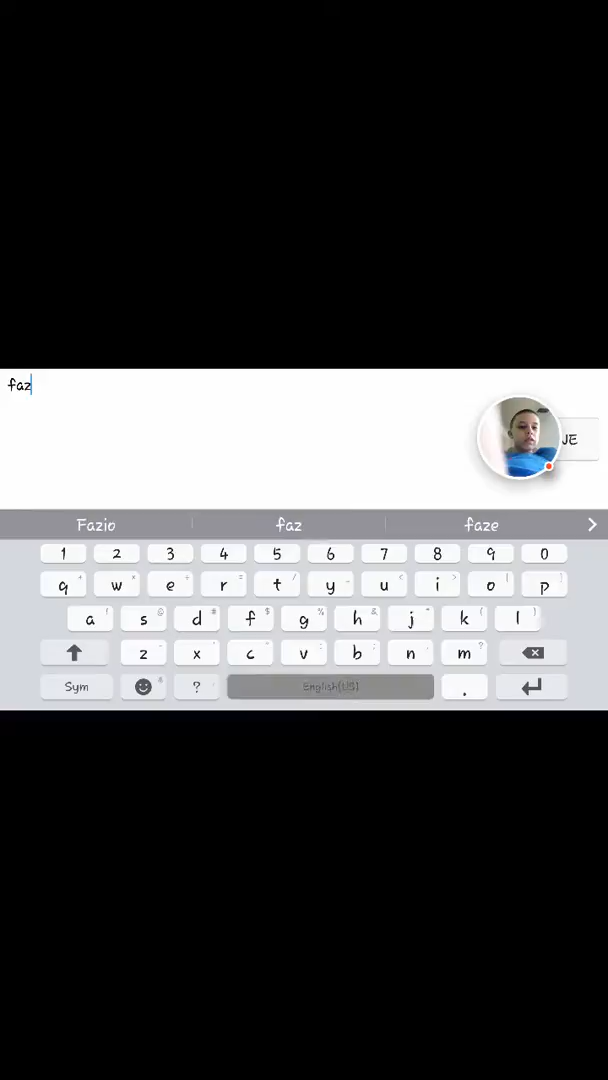 faz
JE
Fazio faz faze
1 2 3 4 5 6 7 8 9 0
q w e r t y u i o p
a s d f g h j k l
z x c v b n m
Sym ? English(US) .